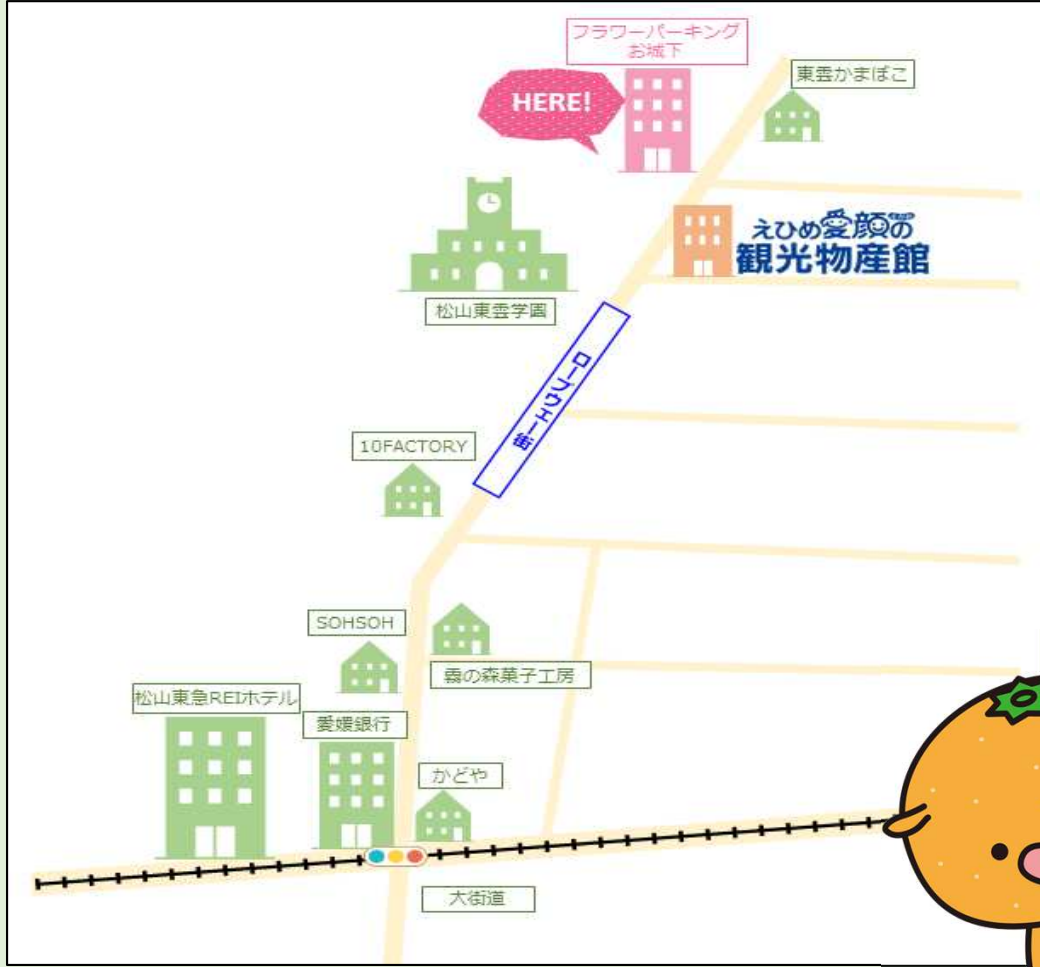 フラワーパーキング
お城下
東雲かまぼこ
HERE!
えひめ愛顔の
観光物産館
松山東雲学園
ロープウェー街
10FACTORY
SOHSOH
霧の森菓子工房
松山東急REIホテル
愛媛銀行
かどや
大街道